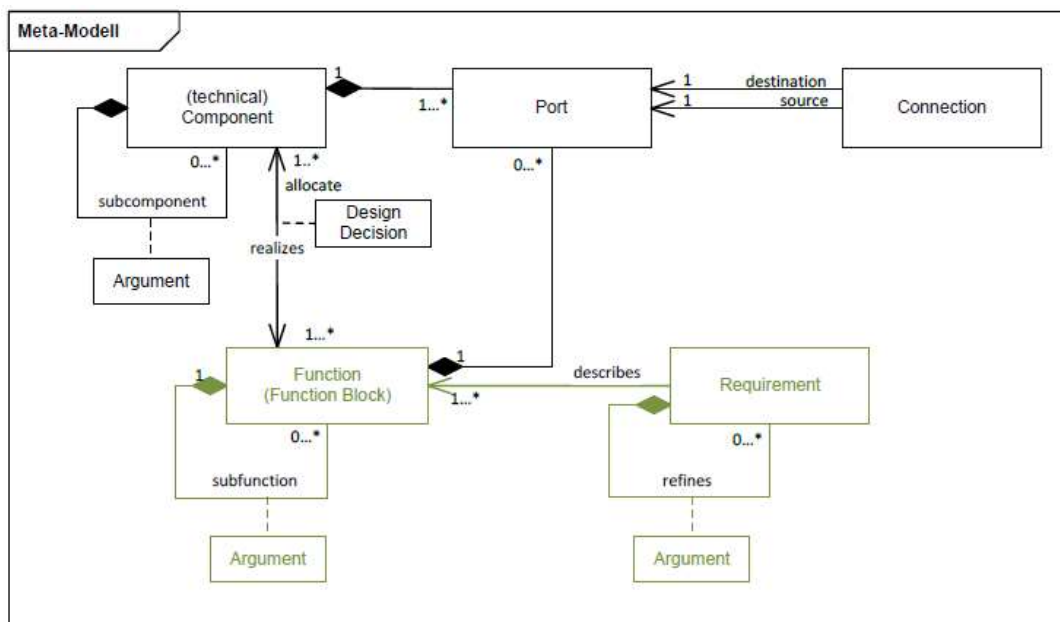 Meta-Modell
(technical)
Component
1
1...*
Port
1
destination
1
source
Connection
0...*
subcomponent
Argument
1..*
allocate
Design
Decision
realizes
0...*
1...*
1
Function
(Function Block)
1
describes
1...*
Requirement
0...*
subfunction
Argument
0...*
refines
Argument